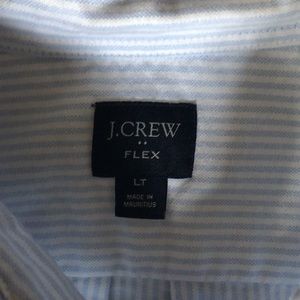 J.CREW
FLEX
LT
MADE IN
MAURITIUS